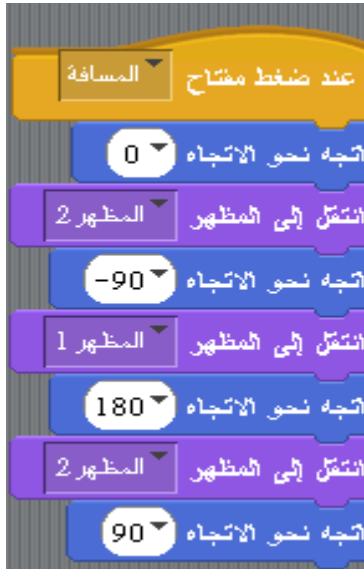 عند ضغط مفتاح المسافة
اتجه نحو الاتجاه 0
انتقل إلى المظهر المظهر 2
اتجه نحو الاتجاه -90
انتقل إلى المظهر المظهر 1
اتجه نحو الاتجاه 180
انتقل إلى المظهر المظهر 2
اتجه نحو الاتجاه 90